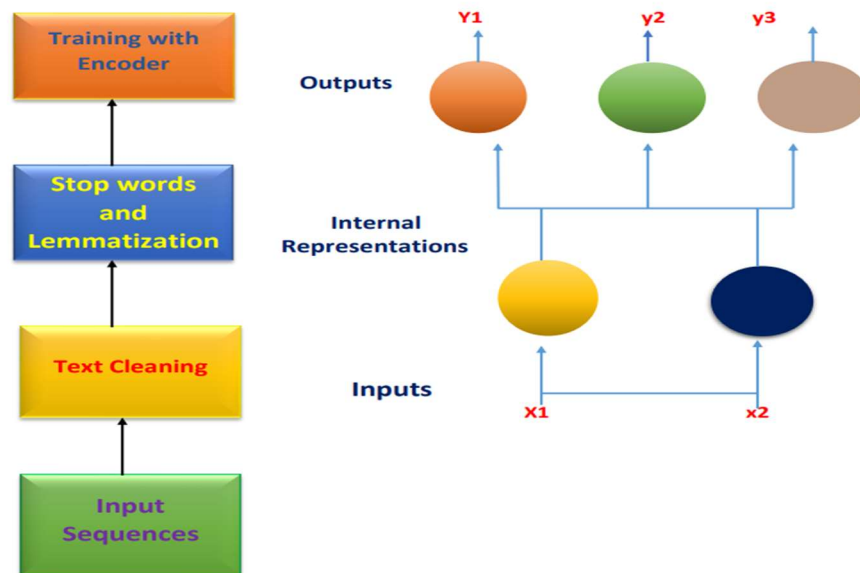 Training with
Encoder
Stop words
and
Lemmatization
Text Cleaning
Input
Sequences
Y1
y2
y3
Outputs
Internal
Representations
Inputs
X1
x2